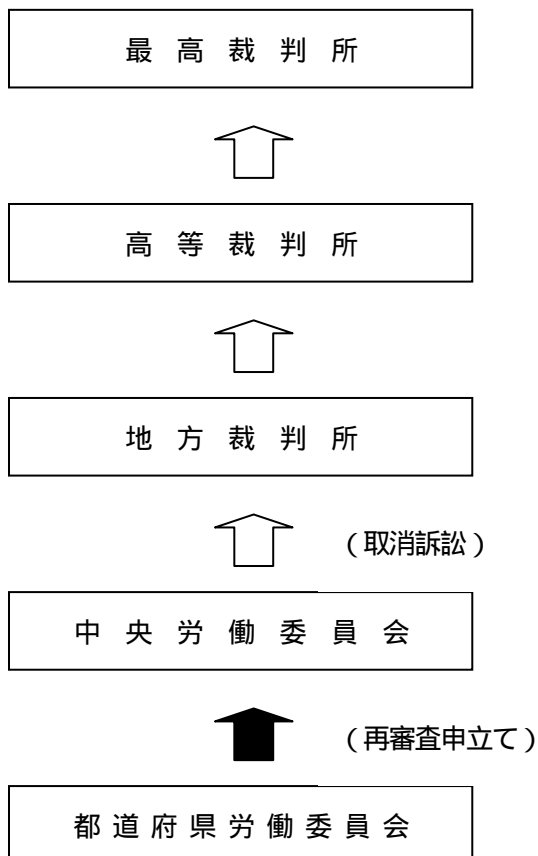 最高裁判所
高等裁判所
地方裁判所
(取消訴訟)
中央労働委員会
(再審査申立て)
都道府県労働委員会